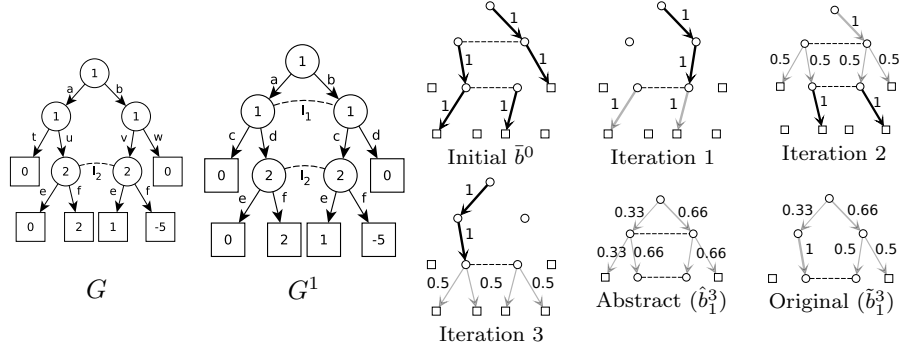 1
a b
1 1
t u v w
0 2 I₂ 2 0
e f e f
0 2 1 -5
G
1
a b
1 I₁ 1
c d c d
0 2 I₂ 2 0
e f e f
0 2 1 -5
G¹
1
1 1
1 1
Initial b̄⁰
1
1
1 1
Iteration 1
1
0.5 0.5 0.5
1 1
Iteration 2
1
1
0.5 0.5 0.5
Iteration 3
0.33 0.66
0.33 0.66 0.66
Abstract (b̂³₁)
0.33 0.66
1 0.5 0.5
Original (b̃³₁)